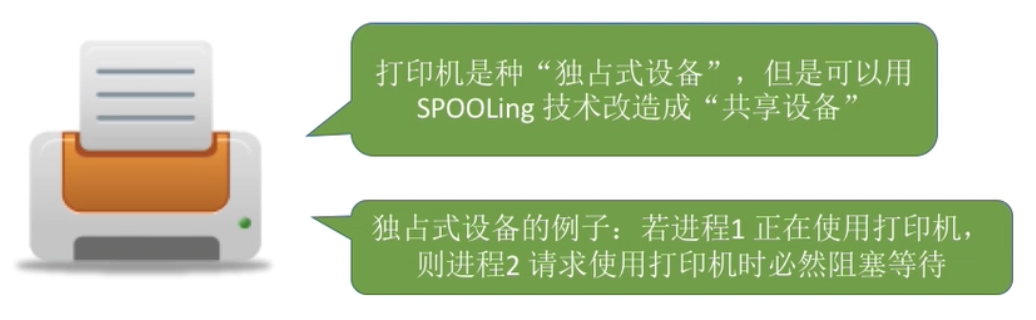 打印机是种“独占式设备”，但是可以用
SPOOLing 技术改造成“共享设备”
独占式设备的例子：若进程1 正在使用打印机，
则进程2 请求使用打印机时必然阻塞等待